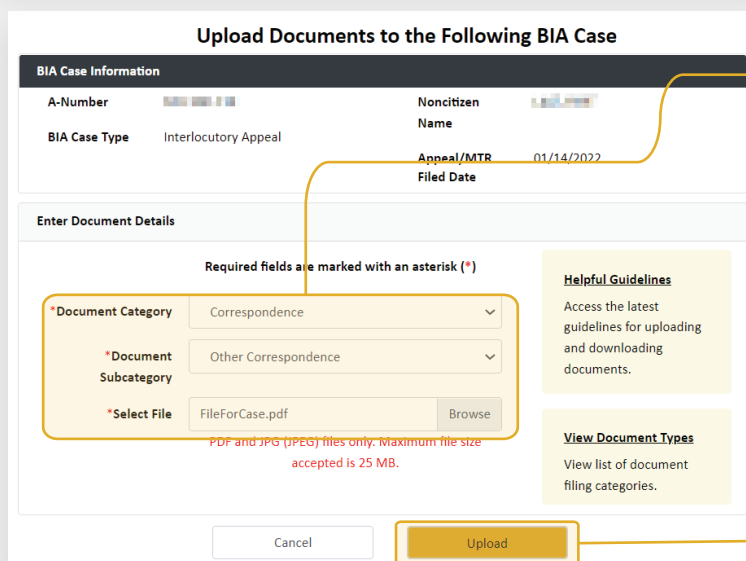 Upload Documents to the Following BIA Case
BIA Case Information
A-Number
Noncitizen
Name
BIA Case Type Interlocutory Appeal
Appeal/MTR 01/14/2022
Filed Date
Enter Document Details
Required fields are marked with an asterisk (*)
*Document Category Correspondence
*Document
Subcategory
Other Correspondence
*Select File FileForCase.pdf Browse
PDF and JPG (JPEG) files only. Maximum file size
accepted is 25 MB.
Helpful Guidelines
Access the latest
guidelines for uploading
and downloading
documents.
View Document Types
View list of document
filing categories.
Cancel Upload